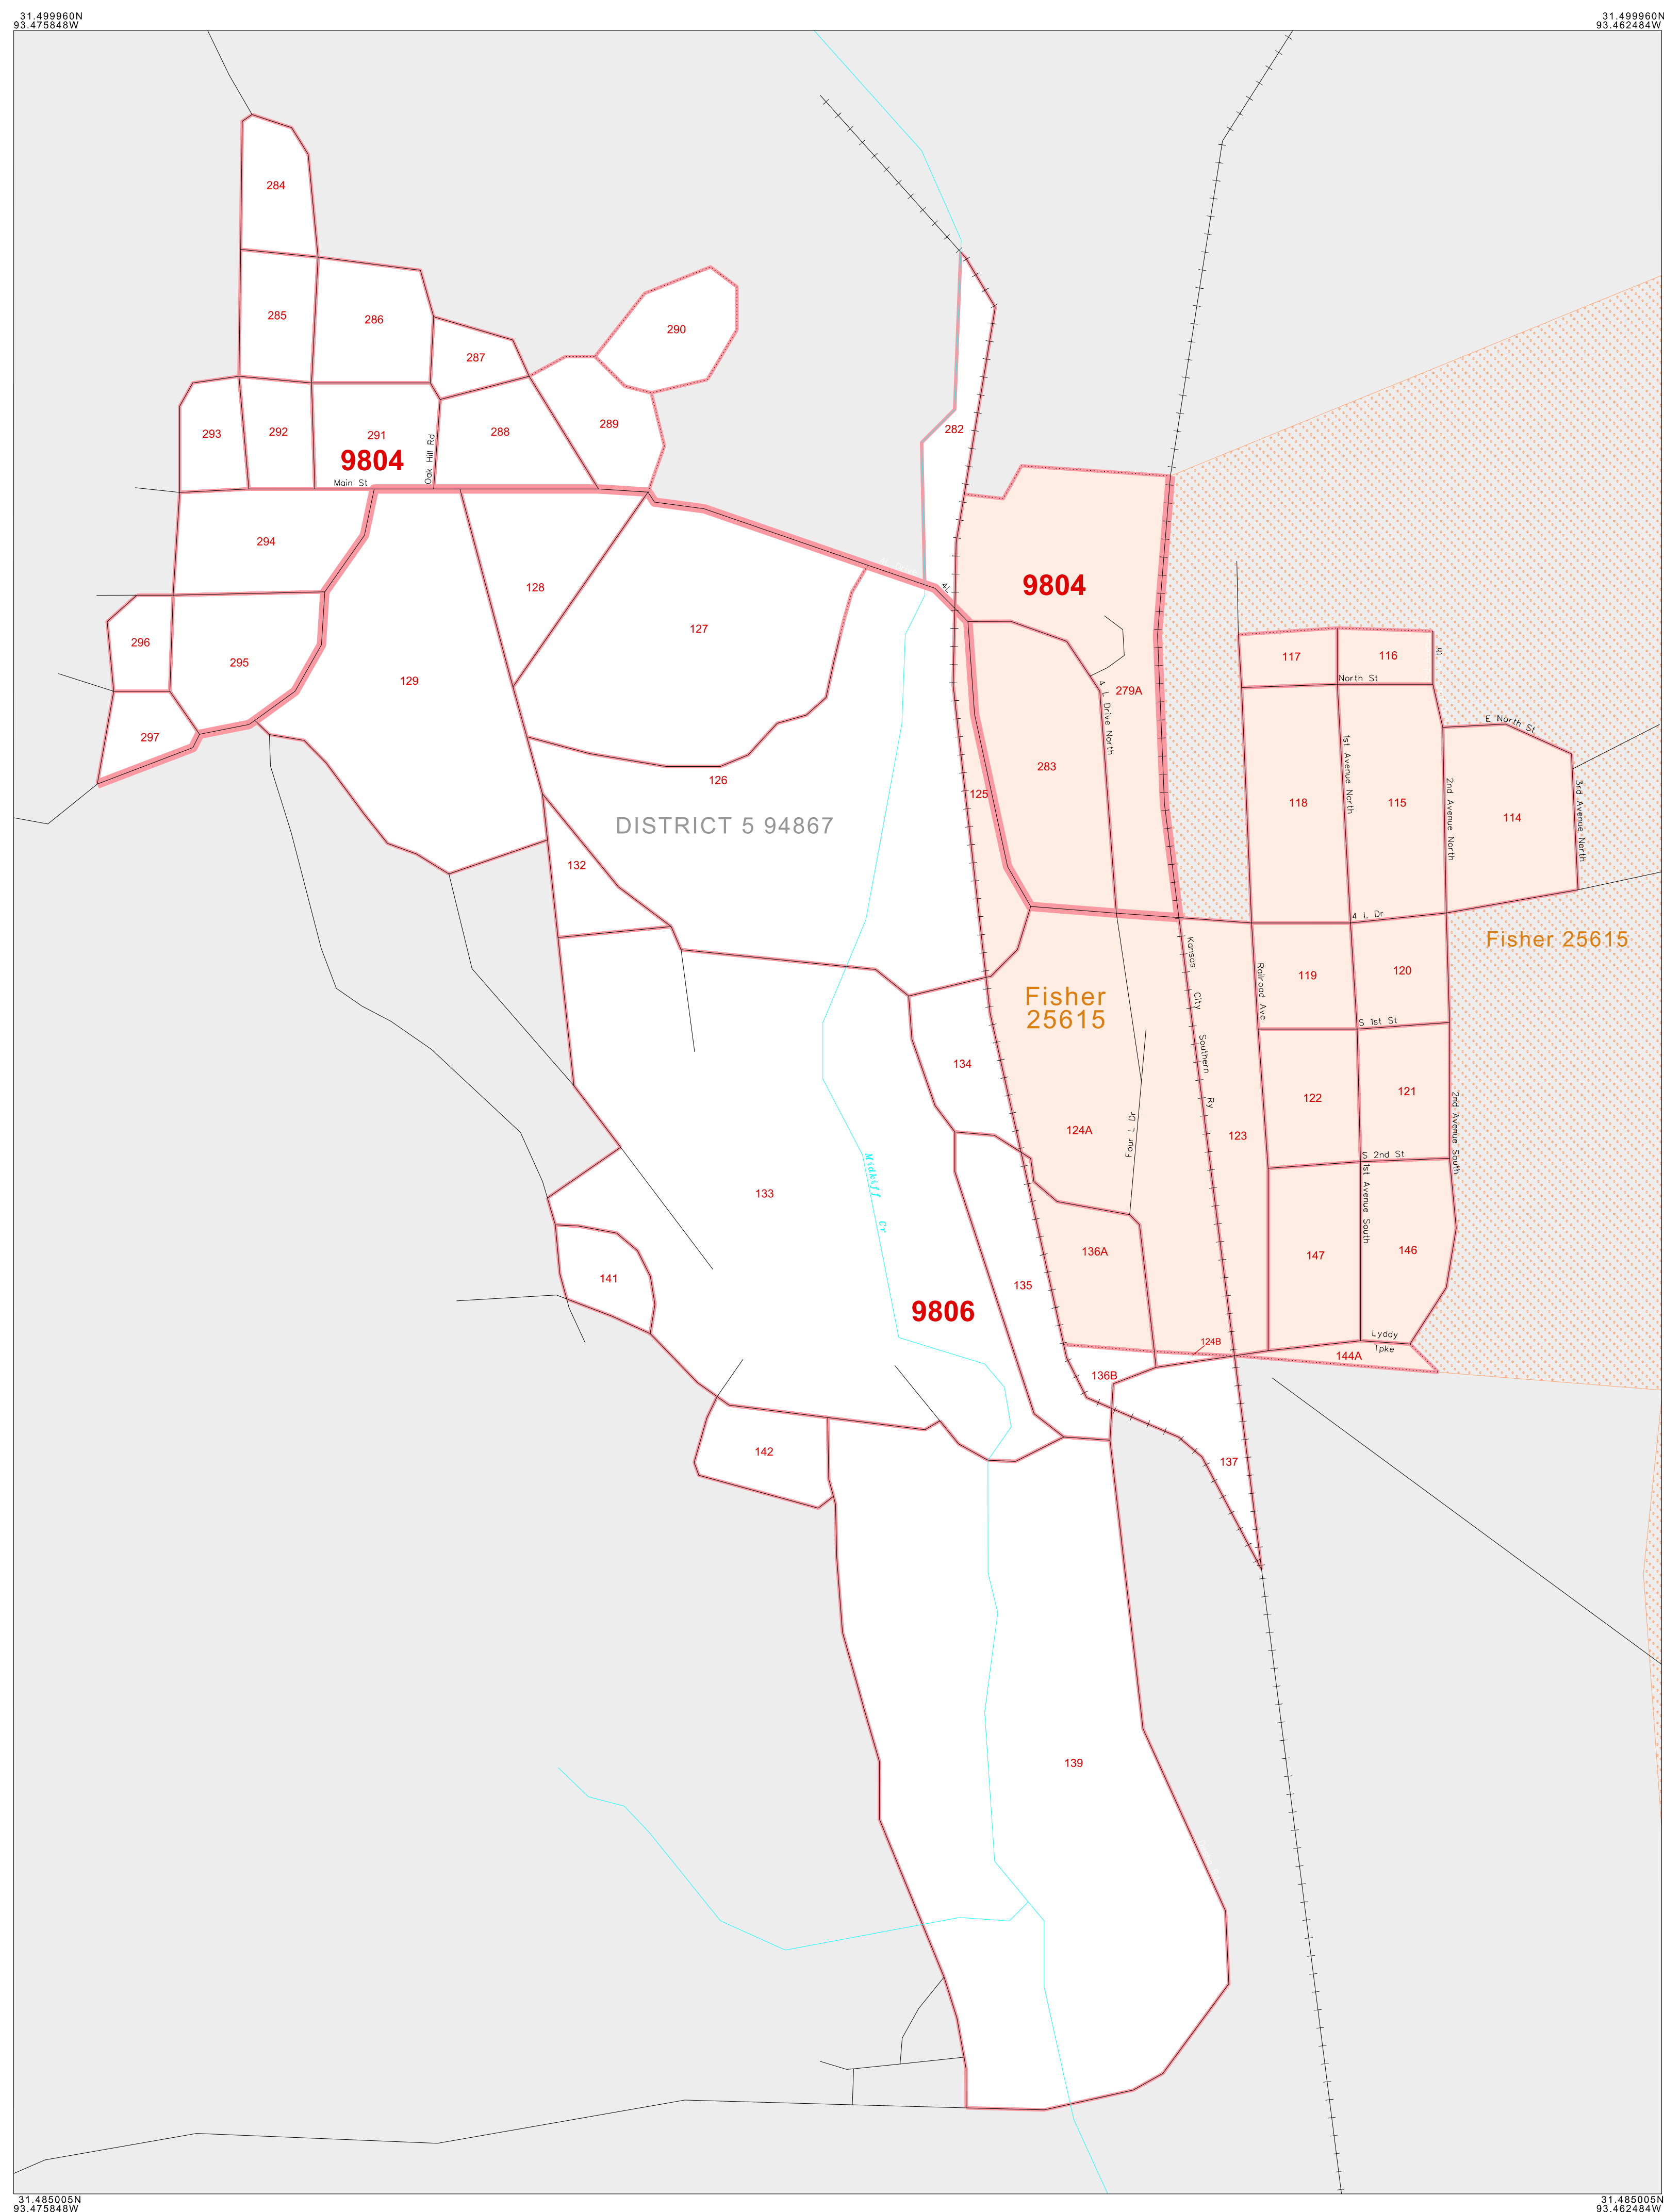 31.499960N
93.475848W
31.499960N
93.462484W
284
285
286
287
290
293
292
291
288
289
282
9804
Oak Hill Rd
Main St
294
128
4L
9804
296
295
129
127
117
116
41
North St
279A
4 L Drive North
E North St
297
283
126
125
DISTRICT 5 94867
1st Avenue North
2nd Avenue North
3rd Avenue North
118
115
114
132
4 L Dr
Fisher 25615
Kansas
City
Southern
Ry
Railroad Ave
119
120
Fisher
25615
S 1st St
134
122
121
2nd Avenue South
124A
Four L Dr
123
S 2nd St
1st Avenue South
133
Midkiff
Cr
136A
147
146
141
135
9806
Lyddy
Tpke
124B
144A
136B
142
137
139
31.485005N
93.475848W
31.485005N
93.462484W